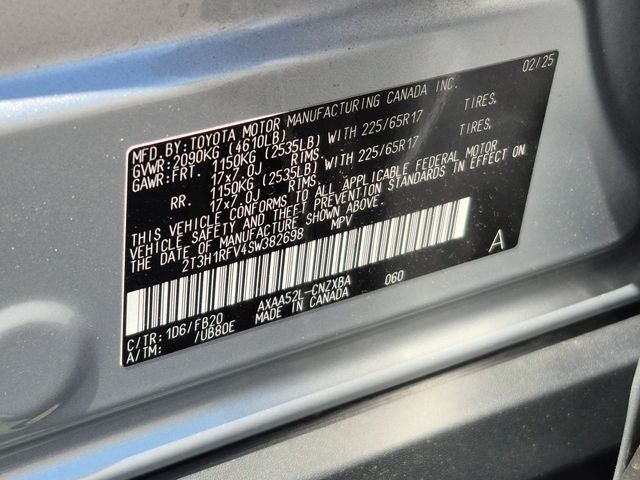 MFD. BY: TOYOTA MOTOR MANUFACTURING CANADA INC. 02/25
GVWR: 2090KG (4610LB)
GAWR: FRT. 1150KG (2535LB) WITH 225/65R17 TIRES,
17x7.0J RIMS.
RR. 1150KG (2535LB) WITH 225/65R17 TIRES,
17x7.0J RIMS.
THIS VEHICLE CONFORMS TO ALL APPLICABLE FEDERAL MOTOR
VEHICLE SAFETY AND THEFT PREVENTION STANDARDS IN EFFECT ON
THE DATE OF MANUFACTURE SHOWN ABOVE.
2T3H1RFV4SW382698 MPV
A
C/TR: 1D6/FB20 AXAA52L-CNZXBA 060
A/TM: /UB80E MADE IN CANADA